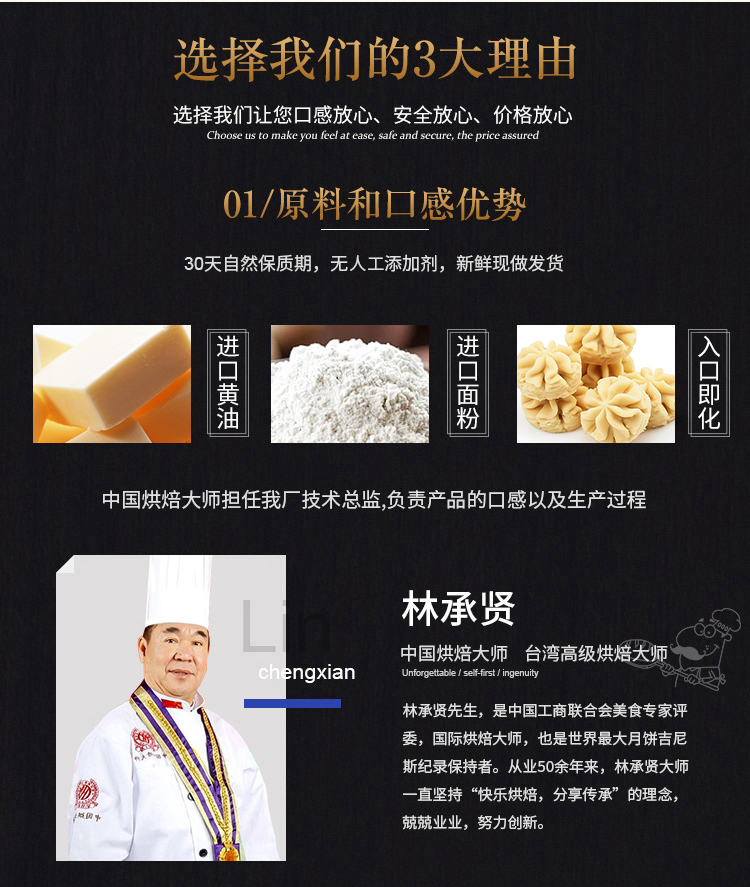 选择我们的3大理由
选择我们让您口感放心、安全放心、价格放心
Choose us to make you feel at ease, safe and secure, the price assured
01/原料和口感优势
30天自然保质期，无人工添加剂，新鲜现做发货
进口黄油
进口面粉
入口即化
中国烘焙大师担任我厂技术总监,负责产品的口感以及生产过程
Lin
chengxian
林承贤
中国烘焙大师 台湾高级烘焙大师
Unforgettable / self-first / ingenuity
林承贤先生，是中国工商联合会美食专家评
委，国际烘焙大师，也是世界最大月饼吉尼
斯纪录保持者。从业50余年来，林承贤大师
一直坚持“快乐烘焙，分享传承”的理念，
兢兢业业，努力创新。